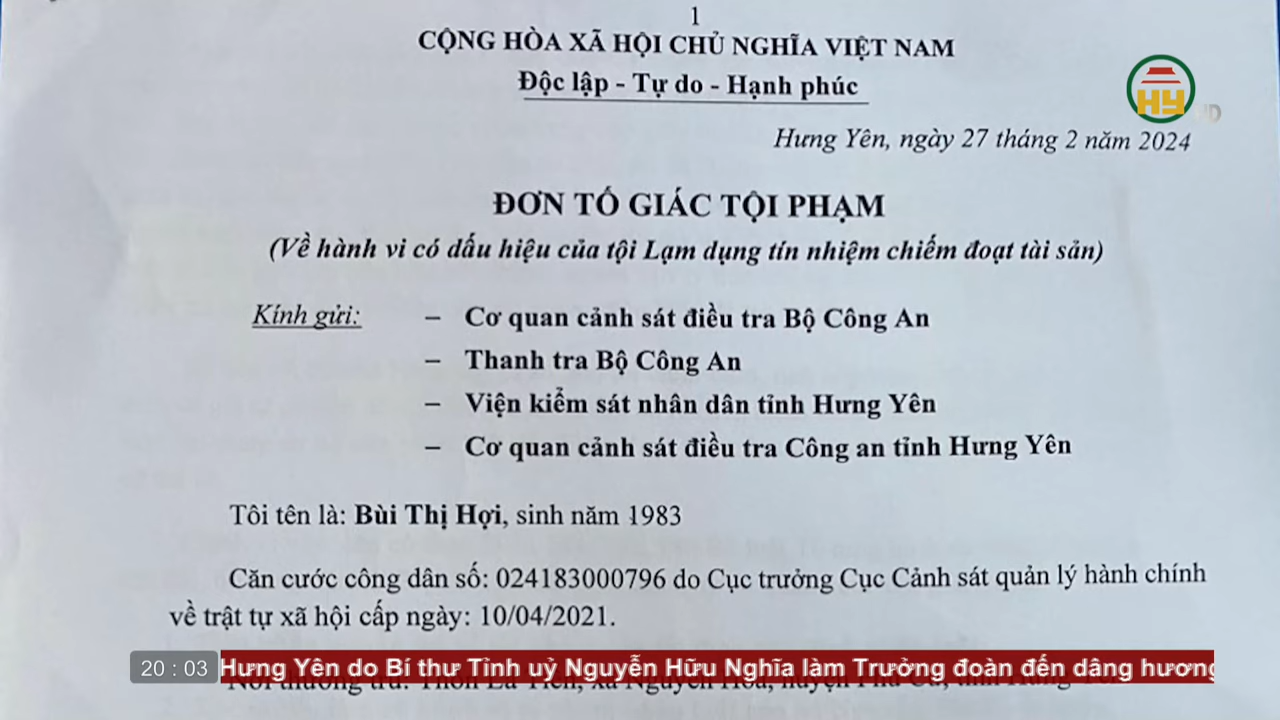 1
CỘNG HÒA XÃ HỘI CHỦ NGHĨA VIỆT NAM
Độc lập - Tự do - Hạnh phúc
HY HD
Hưng Yên, ngày 27 tháng 2 năm 2024
ĐƠN TỐ GIÁC TỘI PHẠM
(Về hành vi có dấu hiệu của tội Lạm dụng tín nhiệm chiếm đoạt tài sản)
Kính gửi: – Cơ quan cảnh sát điều tra Bộ Công An
– Thanh tra Bộ Công An
– Viện kiểm sát nhân dân tỉnh Hưng Yên
– Cơ quan cảnh sát điều tra Công an tỉnh Hưng Yên
Tôi tên là: Bùi Thị Hợi, sinh năm 1983
Căn cước công dân số: 024183000796 do Cục trưởng Cục Cảnh sát quản lý hành chính
về trật tự xã hội cấp ngày: 10/04/2021.
20 : 03 Hưng Yên do Bí thư Tỉnh uỷ Nguyễn Hữu Nghĩa làm Trưởng đoàn đến dâng hương